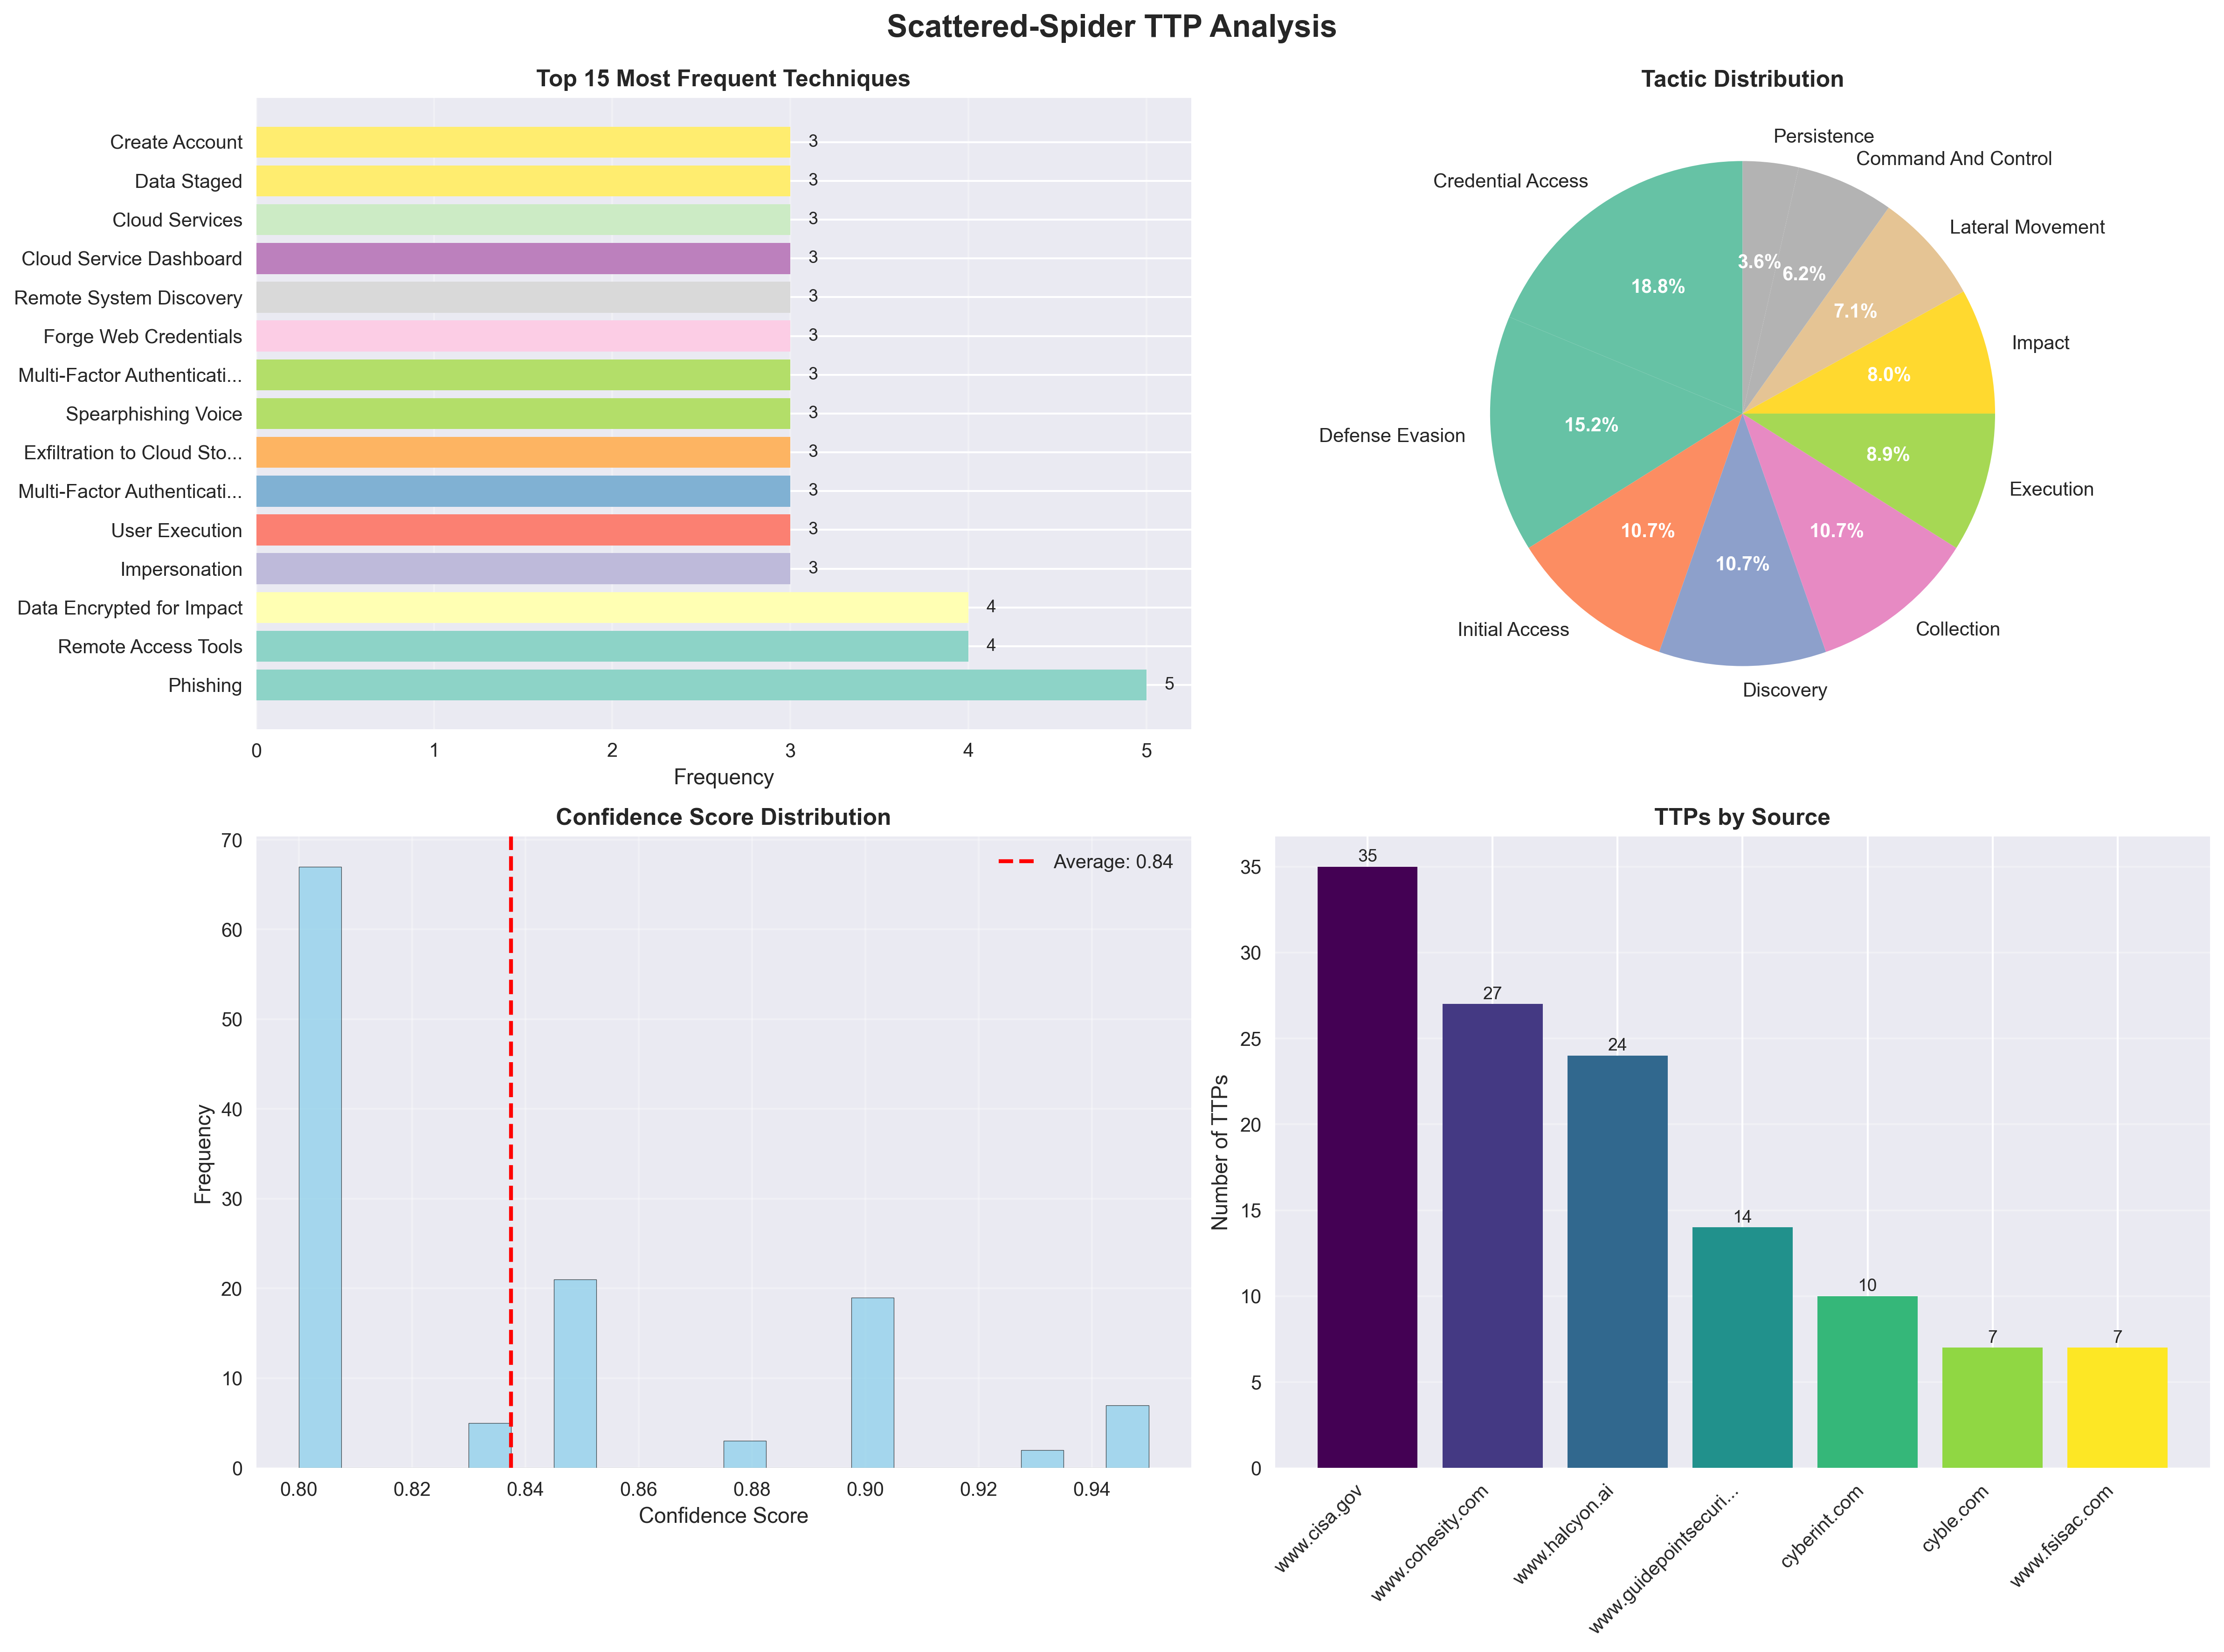 Scattered-Spider TTP Analysis
Top 15 Most Frequent Techniques
Create Account
3
Data Staged
3
Cloud Services
3
Cloud Service Dashboard
3
Remote System Discovery
3
Forge Web Credentials
3
Multi-Factor Authenticati...
3
Spearphishing Voice
3
Exfiltration to Cloud Sto...
3
Multi-Factor Authenticati...
3
User Execution
3
Impersonation
3
Data Encrypted for Impact
4
Remote Access Tools
4
Phishing
5
0 1 2 3 4 5
Frequency
Tactic Distribution
Persistence
Command And Control
Credential Access
Lateral Movement
3.6%
6.2%
18.8%
7.1%
Impact
8.0%
Defense Evasion
15.2%
8.9%
Execution
10.7%
10.7%
10.7%
Initial Access
Collection
Discovery
Confidence Score Distribution
70
Average: 0.84
60
50
40
30
20
10
0
Frequency
0.80 0.82 0.84 0.86 0.88 0.90 0.92 0.94
Confidence Score
TTPs by Source
35
30
25
20
15
10
5
0
Number of TTPs
35
27
24
14
10
7
7
www.cisa.gov
www.cohesity.com
www.halcyon.ai
www.guidepointsecuri...
cyberint.com
cyble.com
www.fsisac.com